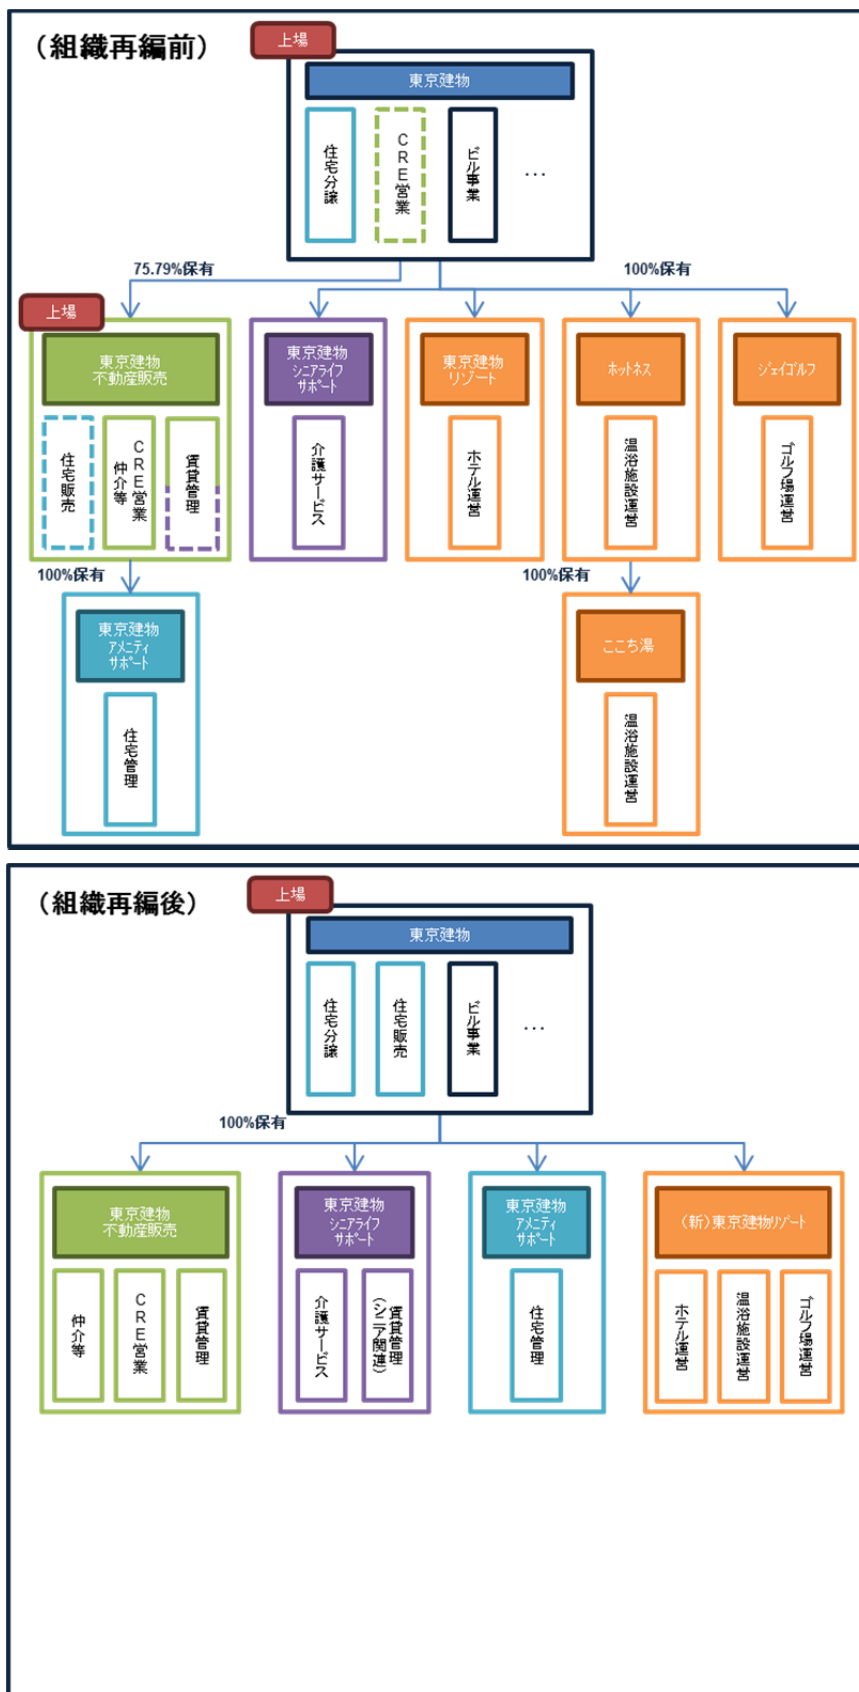 （組織再編前）
上場
東京建物
住宅分譲
CRE営業
ビル事業
…
75.79%保有
100%保有
上場
東京建物
不動産販売
住宅販売
CRE営業
仲介等
賃貸管理
東京建物
シニアライフ
サポート
介護サービス
東京建物
リゾート
ホテル運営
ホットネス
温浴施設運営
ジェイゴルフ
ゴルフ場運営
100%保有
東京建物
アメニティ
サポート
住宅管理
100%保有
ここち湯
温浴施設運営
（組織再編後）
上場
東京建物
住宅分譲
住宅販売
ビル事業
…
100%保有
東京建物
不動産販売
仲介等
CRE営業
賃貸管理
東京建物
シニアライフ
サポート
介護サービス
賃貸管理
（シニア関連）
東京建物
アメニティ
サポート
住宅管理
（新）東京建物リゾート
ホテル運営
温浴施設運営
ゴルフ場運営